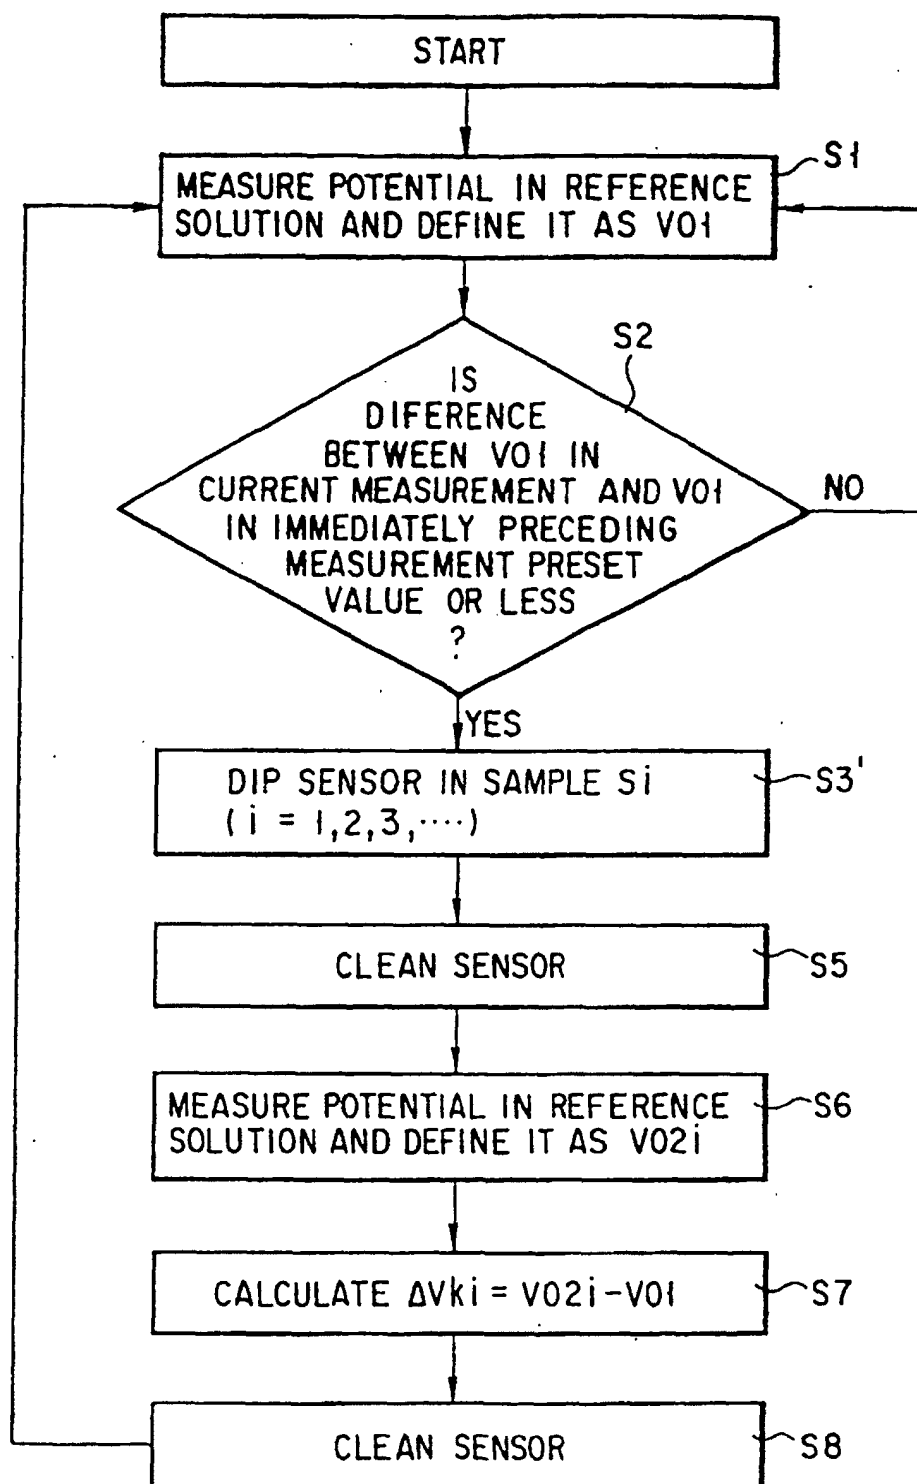 START
S1
MEASURE POTENTIAL IN REFERENCE
SOLUTION AND DEFINE IT AS V01
S2
IS
DIFERENCE
BETWEEN V01 IN
CURRENT MEASUREMENT AND V01
IN IMMEDIATELY PRECEDING
MEASUREMENT PRESET
VALUE OR LESS
?
NO
YES
DIP SENSOR IN SAMPLE Si
(i = 1,2,3,····)
S3'
CLEAN SENSOR
S5
MEASURE POTENTIAL IN REFERENCE
SOLUTION AND DEFINE IT AS V02i
S6
CALCULATE ΔVki = V02i-V01
S7
CLEAN SENSOR
S8